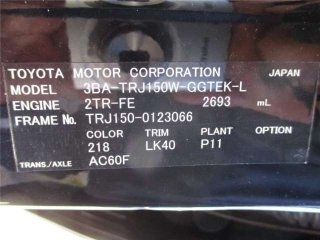 TOYOTA MOTOR CORPORATION JAPAN
MODEL 3BA-TRJ150W-GGTEK-L
ENGINE 2TR-FE 2693 mL
FRAME No. TRJ150-0123066
COLOR TRIM PLANT OPTION
218 LK40 P11
TRANS./AXLE AC60F